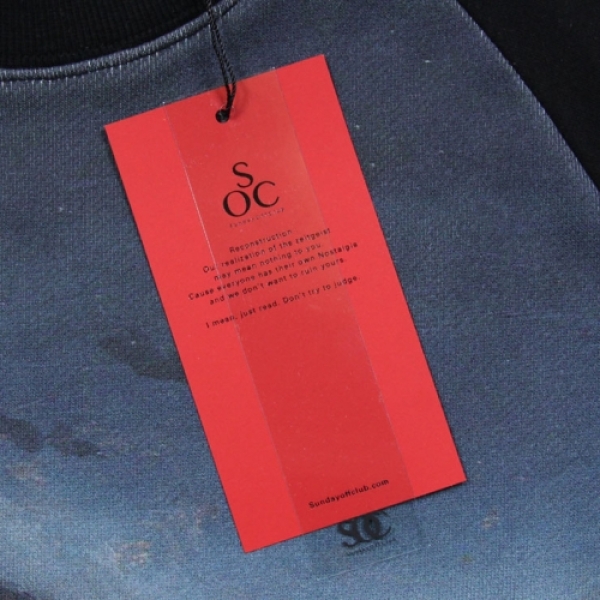 S
OC
Reconstruction
Our realization of the zeitgeist
may mean nothing to you.
Cause everyone has their own Nostalgia
and we don't want to ruin yours.
I mean, just read. Don't try to judge.
Sundayoffclub.com
SOC